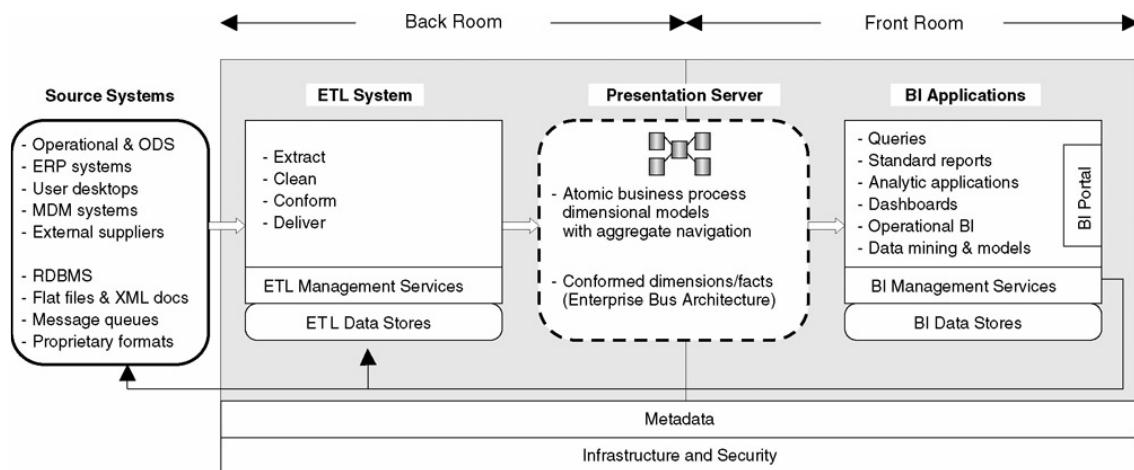 Back Room
Front Room
Source Systems
- Operational & ODS
- ERP systems
- User desktops
- MDM systems
- External suppliers
- RDBMS
- Flat files & XML docs
- Message queues
- Proprietary formats
ETL System
- Extract
- Clean
- Conform
- Deliver
ETL Management Services
ETL Data Stores
Presentation Server
- Atomic business process
dimensional models
with aggregate navigation
- Conformed dimensions/facts
(Enterprise Bus Architecture)
BI Applications
- Queries
- Standard reports
- Analytic applications
- Dashboards
- Operational BI
- Data mining & models
BI Portal
BI Management Services
BI Data Stores
Metadata
Infrastructure and Security